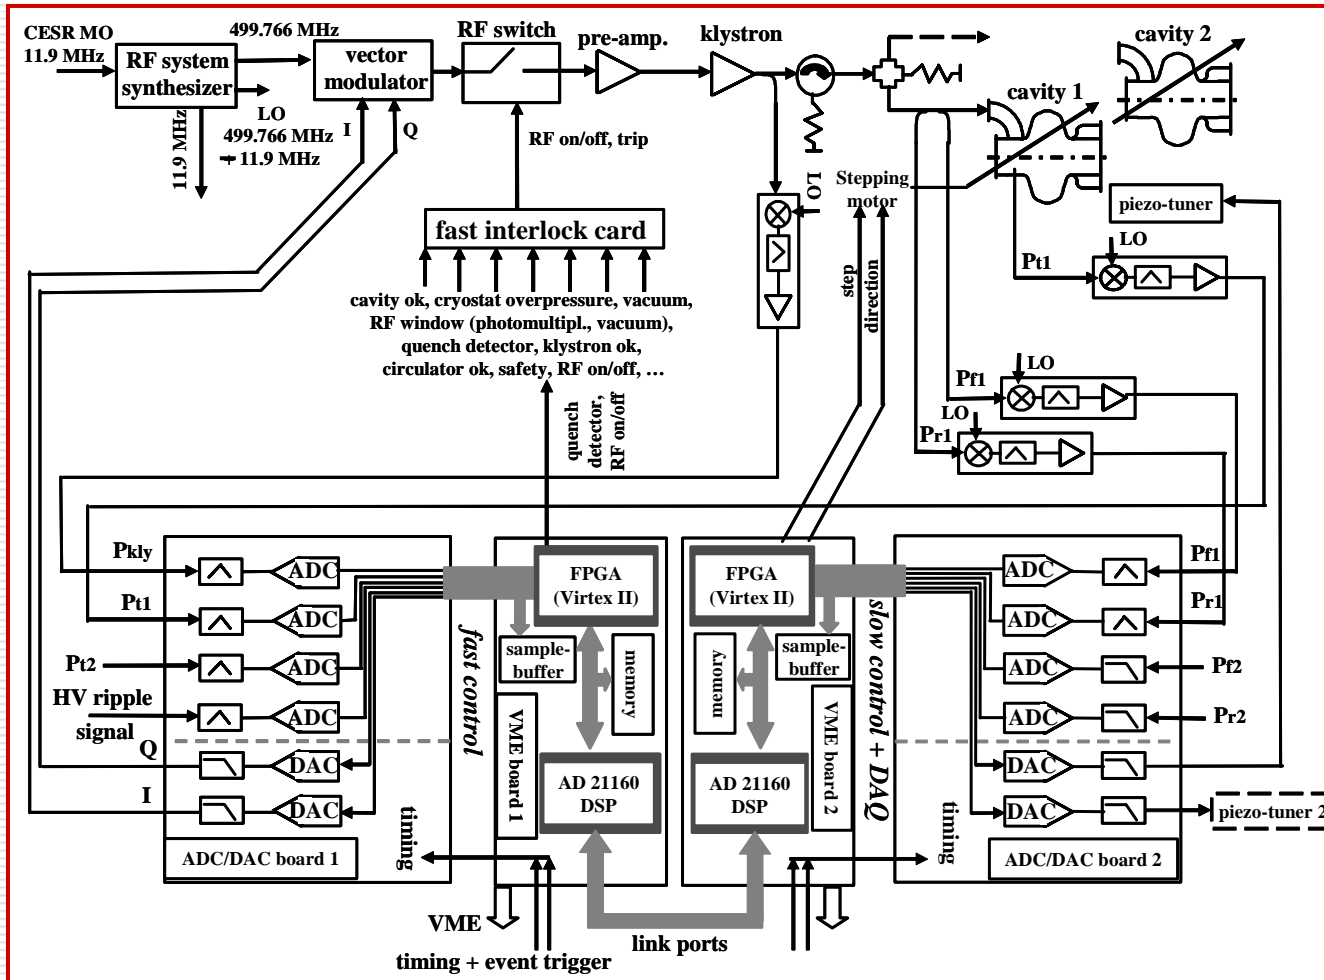 CESR MO
11.9 MHz
RF system
synthesizer
499.766 MHz
LO
499.766 MHz
+ 11.9 MHz
11.9 MHz
vector
modulator
I
Q
RF switch
RF on/off, trip
pre-amp.
klystron
LO
cavity 2
cavity 1
Stepping
motor
step
direction
piezo-tuner
LO
Pt1
fast interlock card
cavity ok, cryostat overpressure, vacuum,
RF window (photomultipl., vacuum),
quench detector, klystron ok,
circulator ok, safety, RF on/off, …
quench
detector,
RF on/off
LO
Pf1
LO
Pr1
Pkly
ADC
Pt1
ADC
Pt2
ADC
HV ripple
signal
ADC
Q
DAC
I
DAC
ADC/DAC board 1
timing
fast control
FPGA
(Virtex II)
sample-
buffer
memory
VME board 1
AD 21160
DSP
VME
timing + event trigger
link ports
FPGA
(Virtex II)
sample-
buffer
memory
VME board 2
AD 21160
DSP
slow control + DAQ
timing
ADC
Pf1
ADC
Pr1
ADC
Pf2
ADC
Pr2
DAC
DAC
piezo-tuner 2
ADC/DAC board 2